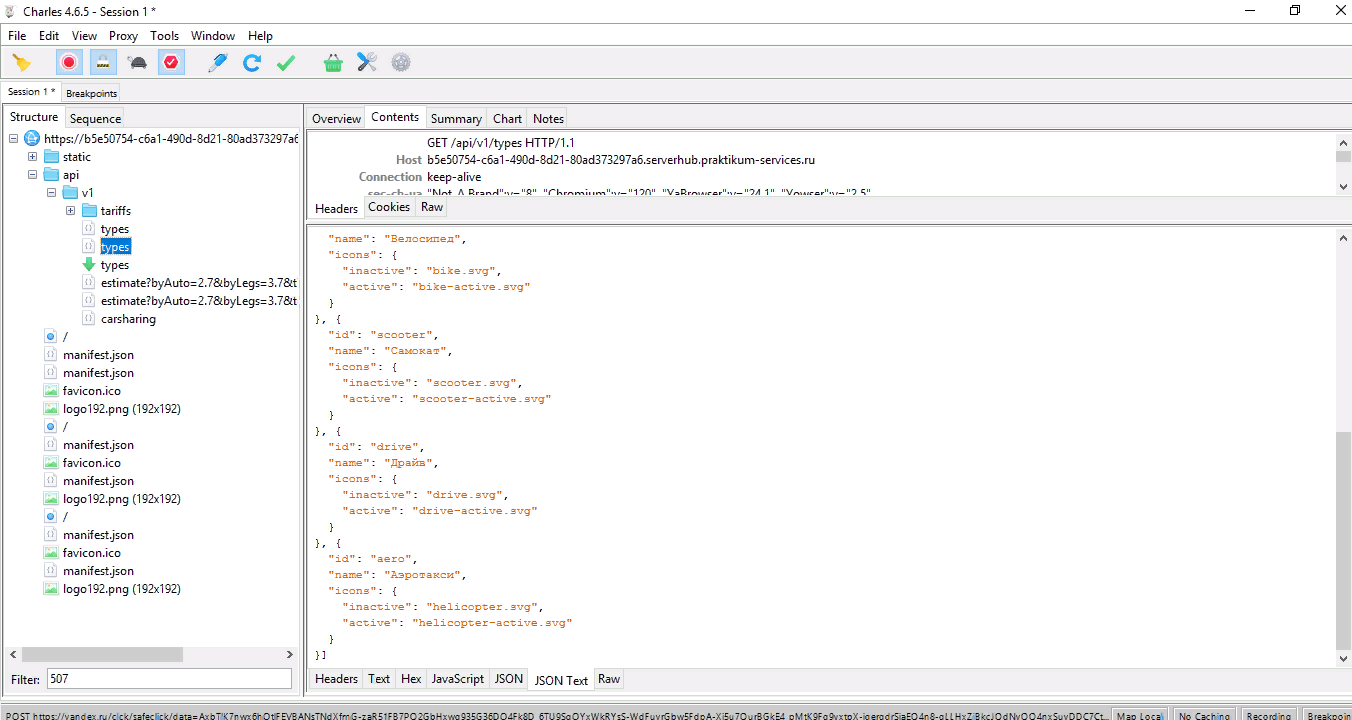 Charles 4.6.5 - Session 1 *
File Edit View Proxy Tools Window Help
Session 1 * Breakpoints
Structure Sequence
https://b5e50754-c6a1-490d-8d21-80ad373297a6
static
api
v1
tariffs
types
types
types
estimate?byAuto=2.7&byLegs=3.7&t
estimate?byAuto=2.7&byLegs=3.7&t
carsharing
/
manifest.json
manifest.json
favicon.ico
logo192.png (192x192)
/
manifest.json
favicon.ico
manifest.json
logo192.png (192x192)
/
manifest.json
favicon.ico
manifest.json
logo192.png (192x192)
Filter: 507
Overview Contents Summary Chart Notes
GET /api/v1/types HTTP/1.1
Host b5e50754-c6a1-490d-8d21-80ad373297a6.serverhub.praktikum-services.ru
Connection keep-alive
sec-ch-ua "Not_A Brand";v="8", "Chromium";v="120", "YaBrowser";v="24.1", "Yowser";v="2.5"
Headers Cookies Raw
"name": "Велосипед",
"icons": {
"inactive": "bike.svg",
"active": "bike-active.svg"
}
}, {
"id": "scooter",
"name": "Самокат",
"icons": {
"inactive": "scooter.svg",
"active": "scooter-active.svg"
}
}, {
"id": "drive",
"name": "Драйв",
"icons": {
"inactive": "drive.svg",
"active": "drive-active.svg"
}
}, {
"id": "aero",
"name": "Аэротакси",
"icons": {
"inactive": "helicopter.svg",
"active": "helicopter-active.svg"
}
}]
Headers Text Hex JavaScript JSON JSON Text Raw
POST https://yandex.ru/clck/safeclick/data= Map Local No Caching Recording Breakpoin